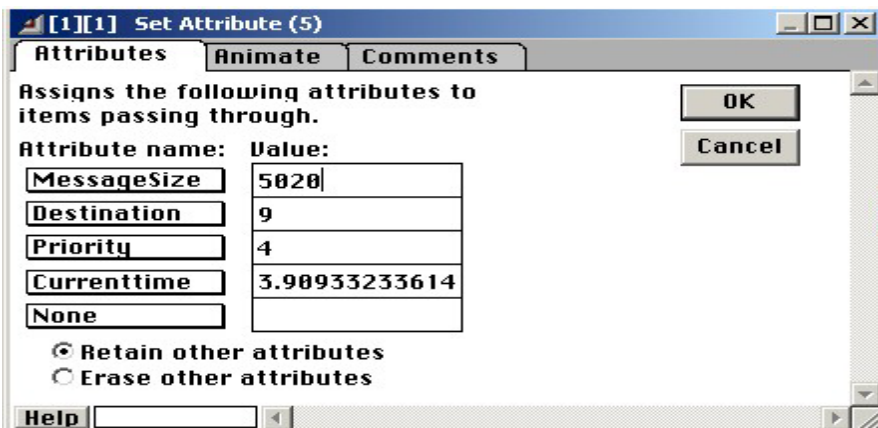 [1][1] Set Attribute (5)
Attributes Animate Comments
Assigns the following attributes to
items passing through.
OK
Cancel
Attribute name: Value:
MessageSize 5020
Destination 9
Priority 4
Currenttime 3.90933233614
None
Retain other attributes
Erase other attributes
Help